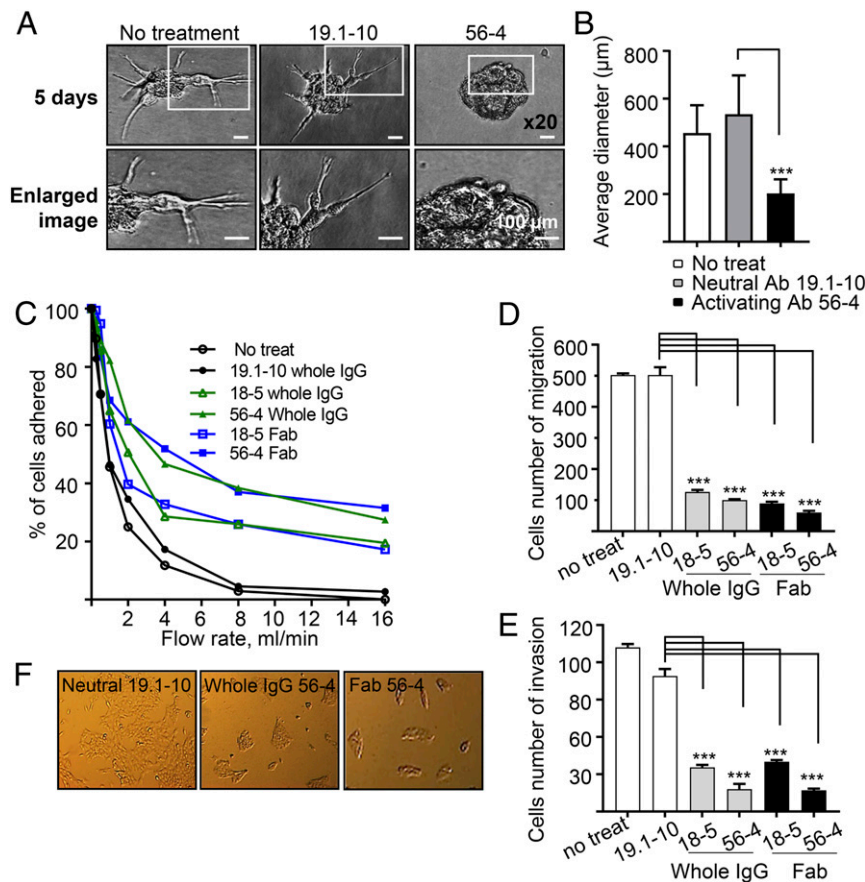 A
No treatment
19.1-10
56-4
5 days
x20
Enlarged
image
100 µm
B
Average diameter (µm)
800
600
400
200
***
No treat
Neutral Ab 19.1-10
Activating Ab 56-4
C
% of cells adhered
100
80
60
40
20
No treat
19.1-10 whole IgG
18-5 whole IgG
56-4 Whole IgG
18-5 Fab
56-4 Fab
2 4 6 8 10 12 14 16
Flow rate, ml/min
D
Cells number of migration
600
500
400
300
200
100
*** *** *** ***
no treat 19.1-10 18-5 56-4 18-5 56-4
Whole IgG Fab
E
Cells number of invasion
120
100
80
60
30
*** *** *** ***
no treat 19.1-10 18-5 56-4 18-5 56-4
Whole IgG Fab
F
Neutral 19.1-10 Whole IgG 56-4 Fab 56-4